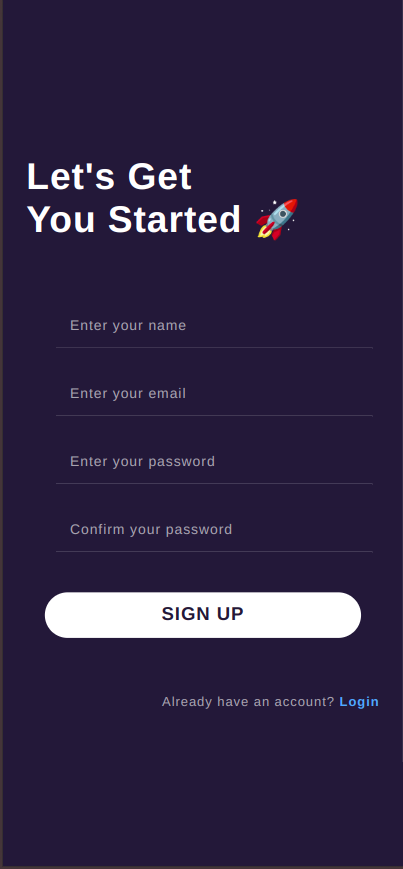 Let's Get
You Started 🚀
Enter your name
Enter your email
Enter your password
Confirm your password
SIGN UP
Already have an account? Login